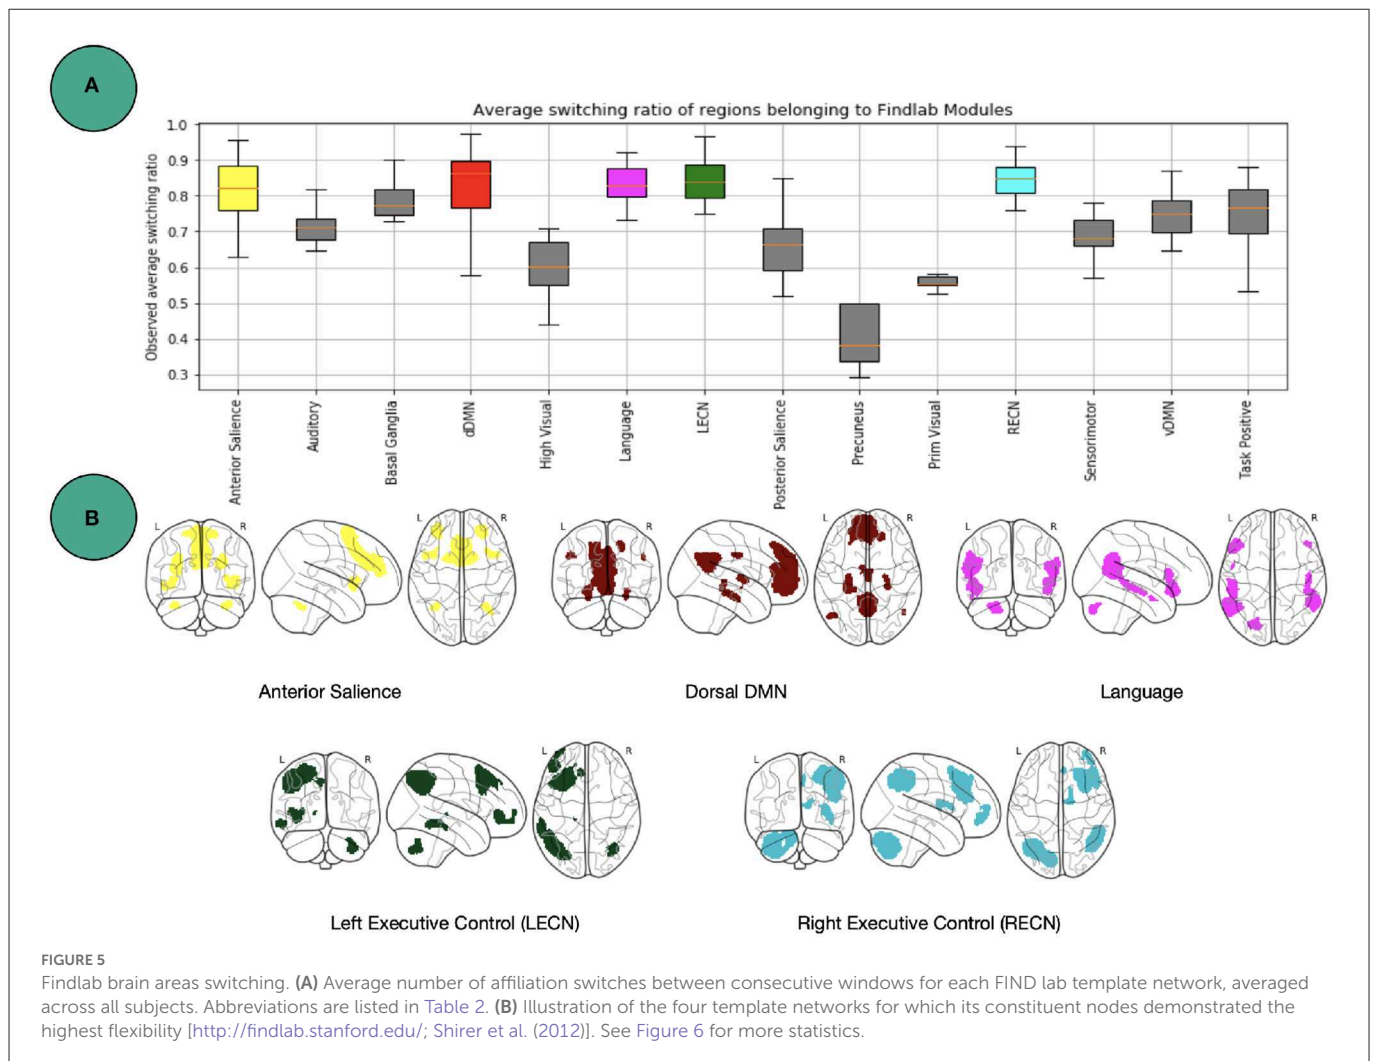 A
Average switching ratio of regions belonging to Findlab Modules
Observed average switching ratio
1.0
0.9
0.8
0.7
0.6
0.5
0.4
0.3
Anterior Salience
Auditory
Basal Ganglia
dDMN
High Visual
Language
LECN
Posterior Salience
Precuneus
Prim Visual
RECN
Sensorimotor
vDMN
Task Positive
B
L R L R
Anterior Salience
L R L R
Dorsal DMN
L R L R
Language
L R L R
Left Executive Control (LECN)
L R L R
Right Executive Control (RECN)
FIGURE 5
Findlab brain areas switching. (A) Average number of affiliation switches between consecutive windows for each FIND lab template network, averaged
across all subjects. Abbreviations are listed in Table 2. (B) Illustration of the four template networks for which its constituent nodes demonstrated the
highest flexibility [http://findlab.stanford.edu/; Shirer et al. (2012)]. See Figure 6 for more statistics.